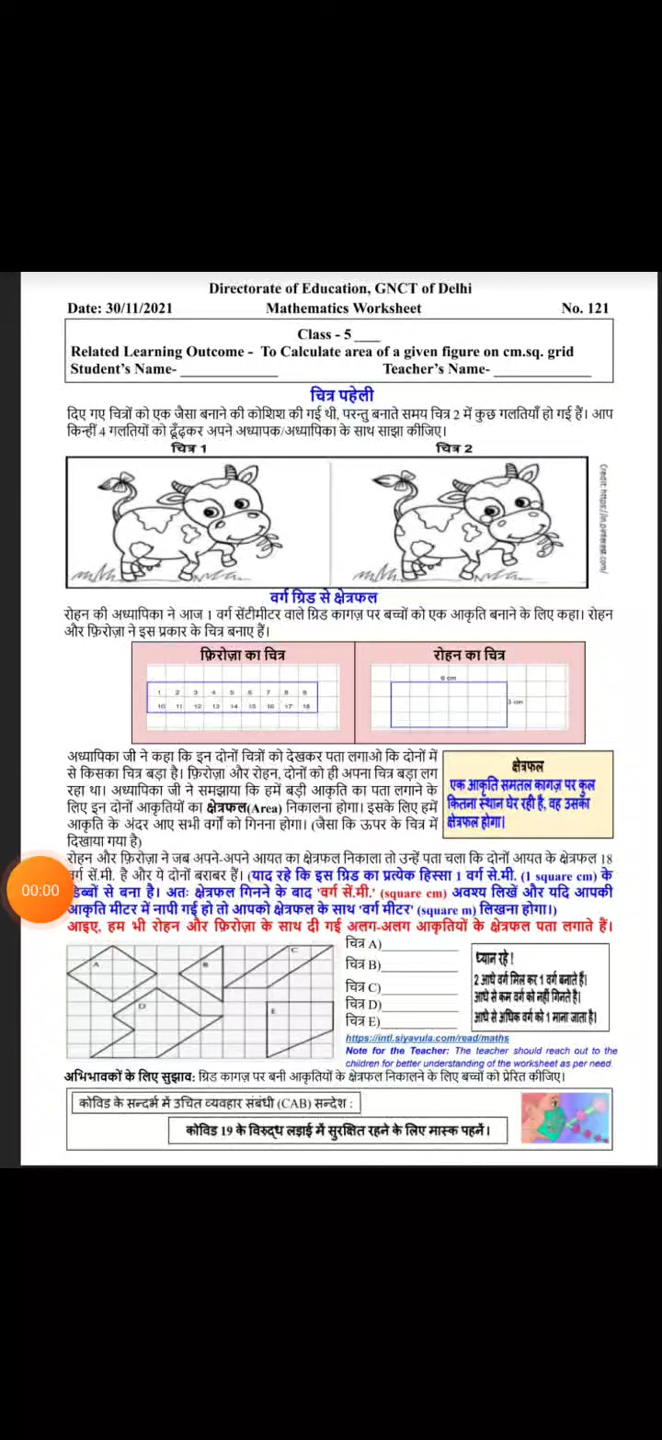 Directorate of Education, GNCT of Delhi
Date: 30/11/2021 Mathematics Worksheet No. 121
Class - 5 ____
Related Learning Outcome - To Calculate area of a given figure on cm.sq. grid
Student's Name- ______________ Teacher's Name- ______________
चित्र पहेली
दिए गए चित्रों को एक जैसा बनाने की कोशिश की गई थी, परन्तु बनाते समय चित्र 2 में कुछ गलतियाँ हो गई हैं। आप
किन्हीं 4 गलतियों को ढूँढ़कर अपने अध्यापक/अध्यापिका के साथ साझा कीजिए।
चित्र 1 चित्र 2
Credit: https://in.pinterest.com/
वर्ग ग्रिड से क्षेत्रफल
रोहन की अध्यापिका ने आज 1 वर्ग सेंटीमीटर वाले ग्रिड कागज़ पर बच्चों को एक आकृति बनाने के लिए कहा। रोहन
और फ़िरोज़ा ने इस प्रकार के चित्र बनाए हैं।
फ़िरोज़ा का चित्र रोहन का चित्र
6 cm
1 2 3 4 5 6 7 8 9
3 cm
10 11 12 13 14 15 16 17 18
अध्यापिका जी ने कहा कि इन दोनों चित्रों को देखकर पता लगाओ कि दोनों में
से किसका चित्र बड़ा है। फ़िरोज़ा और रोहन, दोनों को ही अपना चित्र बड़ा लग
रहा था। अध्यापिका जी ने समझाया कि हमें बड़ी आकृति का पता लगाने के
लिए इन दोनों आकृतियों का क्षेत्रफल(Area) निकालना होगा। इसके लिए हमें
आकृति के अंदर आए सभी वर्गों को गिनना होगा। (जैसा कि ऊपर के चित्र में
दिखाया गया है)
क्षेत्रफल
एक आकृति समतल कागज़ पर कुल
कितना स्थान घेर रही है, वह उसका
क्षेत्रफल होगा।
रोहन और फ़िरोज़ा ने जब अपने-अपने आयत का क्षेत्रफल निकाला तो उन्हें पता चला कि दोनों आयत के क्षेत्रफल 18
वर्ग सें.मी. है और ये दोनों बराबर हैं। (याद रहे कि इस ग्रिड का प्रत्येक हिस्सा 1 वर्ग से.मी. (1 square cm) के
डिब्बों से बना है। अतः क्षेत्रफल गिनने के बाद 'वर्ग सें.मी.' (square cm) अवश्य लिखें और यदि आपकी
आकृति मीटर में नापी गई हो तो आपको क्षेत्रफल के साथ 'वर्ग मीटर' (square m) लिखना होगा।)
00:00
आइए, हम भी रोहन और फ़िरोज़ा के साथ दी गई अलग-अलग आकृतियों के क्षेत्रफल पता लगाते हैं।
A B C
D E
चित्र A)____________
चित्र B)____________
चित्र C)____________
चित्र D)____________
चित्र E)____________
ध्यान रहे !
2 आधे वर्ग मिल कर 1 वर्ग बनाते हैं।
आधे से कम वर्ग को नहीं गिनते है।
आधे से अधिक वर्ग को 1 माना जाता है।
https://intl.siyavula.com/read/maths
Note for the Teacher: The teacher should reach out to the
children for better understanding of the worksheet as per need.
अभिभावकों के लिए सुझाव: ग्रिड कागज़ पर बनी आकृतियों के क्षेत्रफल निकालने के लिए बच्चों को प्रेरित कीजिए।
कोविड के सन्दर्भ में उचित व्यवहार संबंधी (CAB) सन्देश :
कोविड 19 के विरुद्ध लड़ाई में सुरक्षित रहने के लिए मास्क पहनें।